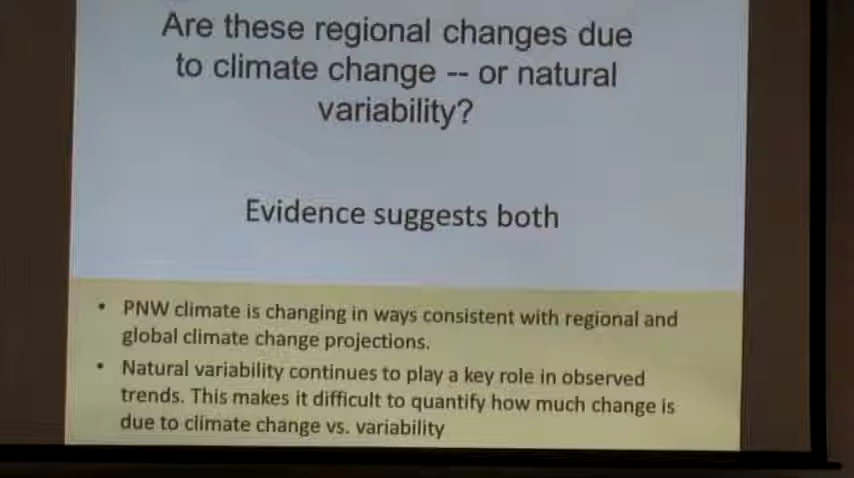 Are these regional changes due
to climate change -- or natural
variability?
Evidence suggests both
• PNW climate is changing in ways consistent with regional and
global climate change projections.
• Natural variability continues to play a key role in observed
trends. This makes it difficult to quantify how much change is
due to climate change vs. variability